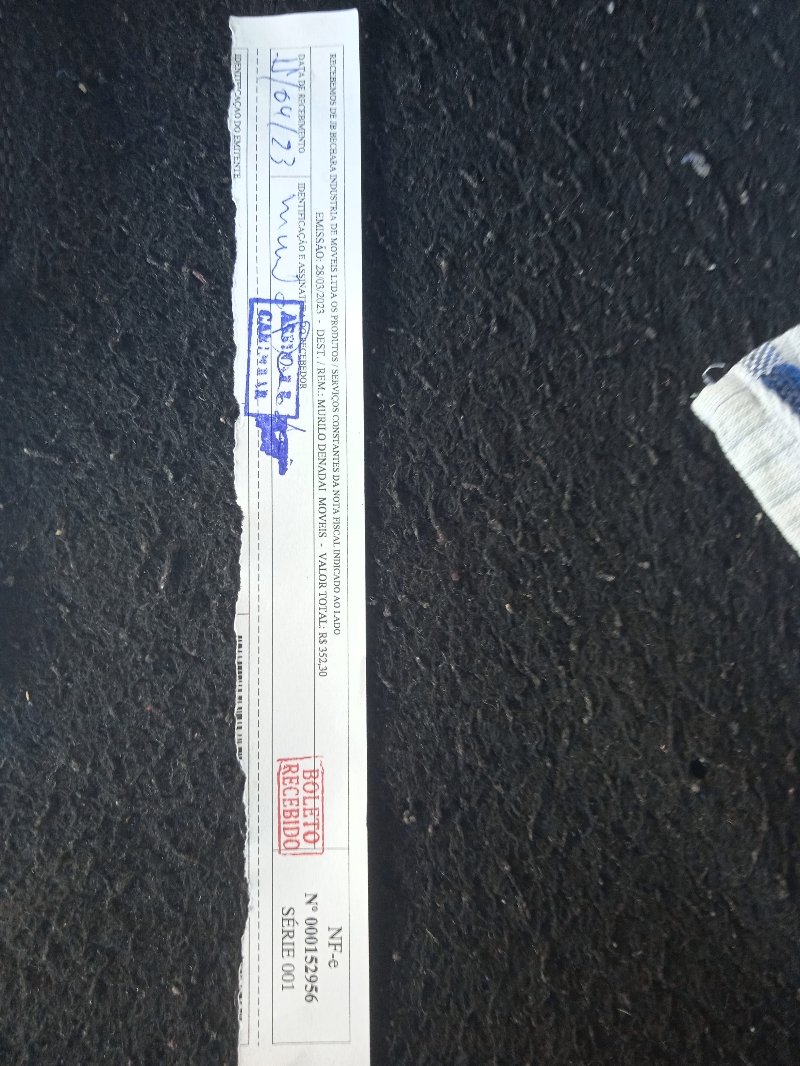 RECEBEMOS DE JB BECHARA INDUSTRIA DE MOVEIS LTDA OS PRODUTOS / SERVIÇOS CONSTANTES DA NOTA FISCAL INDICADO AO LADO
EMISSÃO: 28/03/2023 - DEST. / REM.: MURILO DENADAI MOVEIS - VALOR TOTAL: R$ 352,30
DATA DE RECEBIMENTO
IDENTIFICAÇÃO E ASSINATURA DO RECEBEDOR
/04/23
BOLETO
RECEBIDO
NF-e
Nº 000152956
SÉRIE 001
IDENTIFICAÇÃO DO EMITENTE